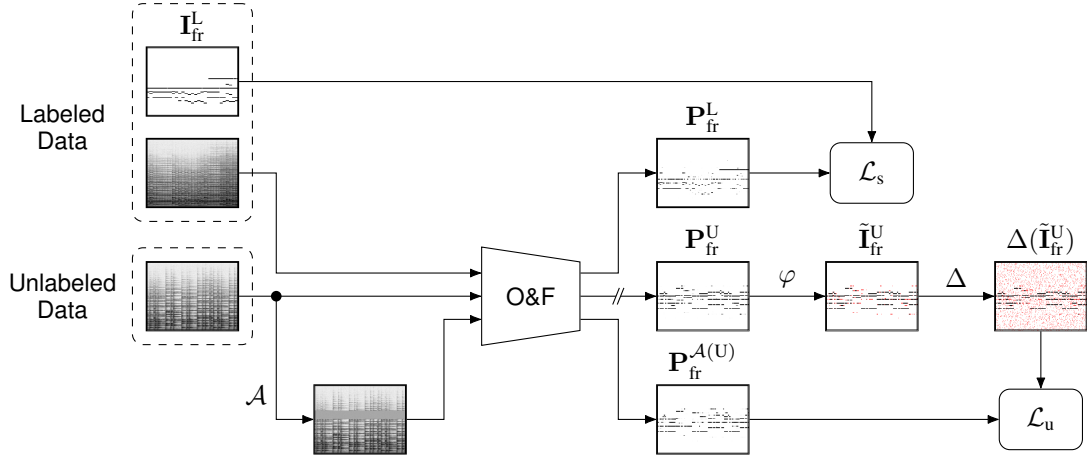 I_fr^L
Labeled
Data
P_fr^L
L_s
Unlabeled
Data
O&F
//
P_fr^U
φ
Ĩ_fr^U
Δ
Δ(Ĩ_fr^U)
A
P_fr^A(U)
L_u